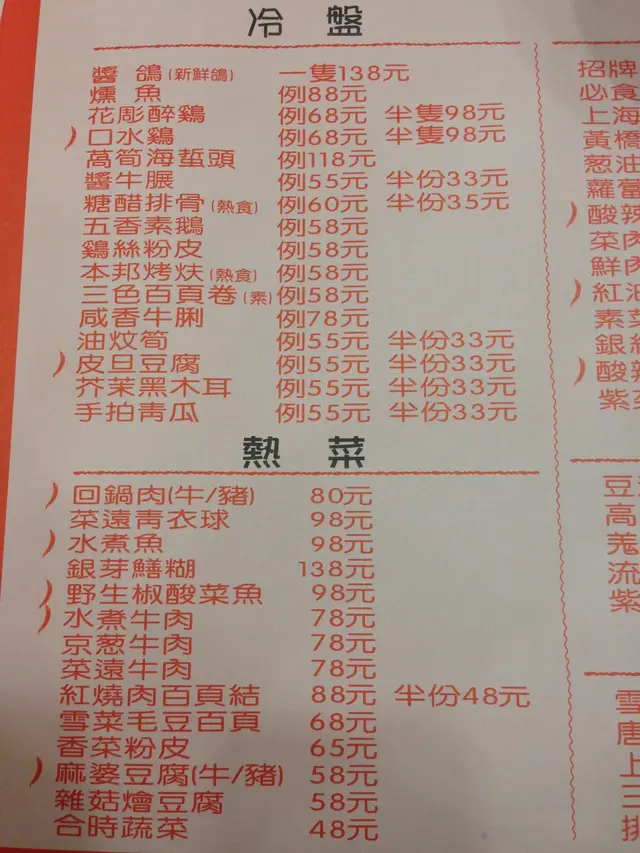 冷盤
醬鴿(新鮮鴿) 一隻138元
燻魚 例88元
花彫醉鷄 例68元 半隻98元
口水鷄 例68元 半隻98元
萵筍海蜇頭 例118元
醬牛𦟌 例55元 半份33元
糖醋排骨(熱食) 例60元 半份35元
五香素鵝 例58元
鷄絲粉皮 例58元
本邦烤麩(熱食) 例58元
三色百頁卷(素) 例58元
咸香牛脷 例78元
油炆筍 例55元 半份33元
皮旦豆腐 例55元 半份33元
芥茉黑木耳 例55元 半份33元
手拍青瓜 例55元 半份33元
熱菜
回鍋肉(牛/豬) 80元
菜遠青衣球 98元
水煮魚 98元
銀芽鱔糊 138元
野生椒酸菜魚 98元
水煮牛肉 78元
京葱牛肉 78元
菜遠牛肉 78元
紅燒肉百頁結 88元 半份48元
雪菜毛豆百頁 68元
香菜粉皮 65元
麻婆豆腐(牛/豬) 58元
雜菇燴豆腐 58元
合時蔬菜 48元
招牌
必食
上海
黃橋
葱油
蘿蔔
酸辣
菜肉
鮮肉
紅油
素菜
銀絲
酸辣
紫菜
豆
高
羌
流
紫
雪
唐
上
三
排